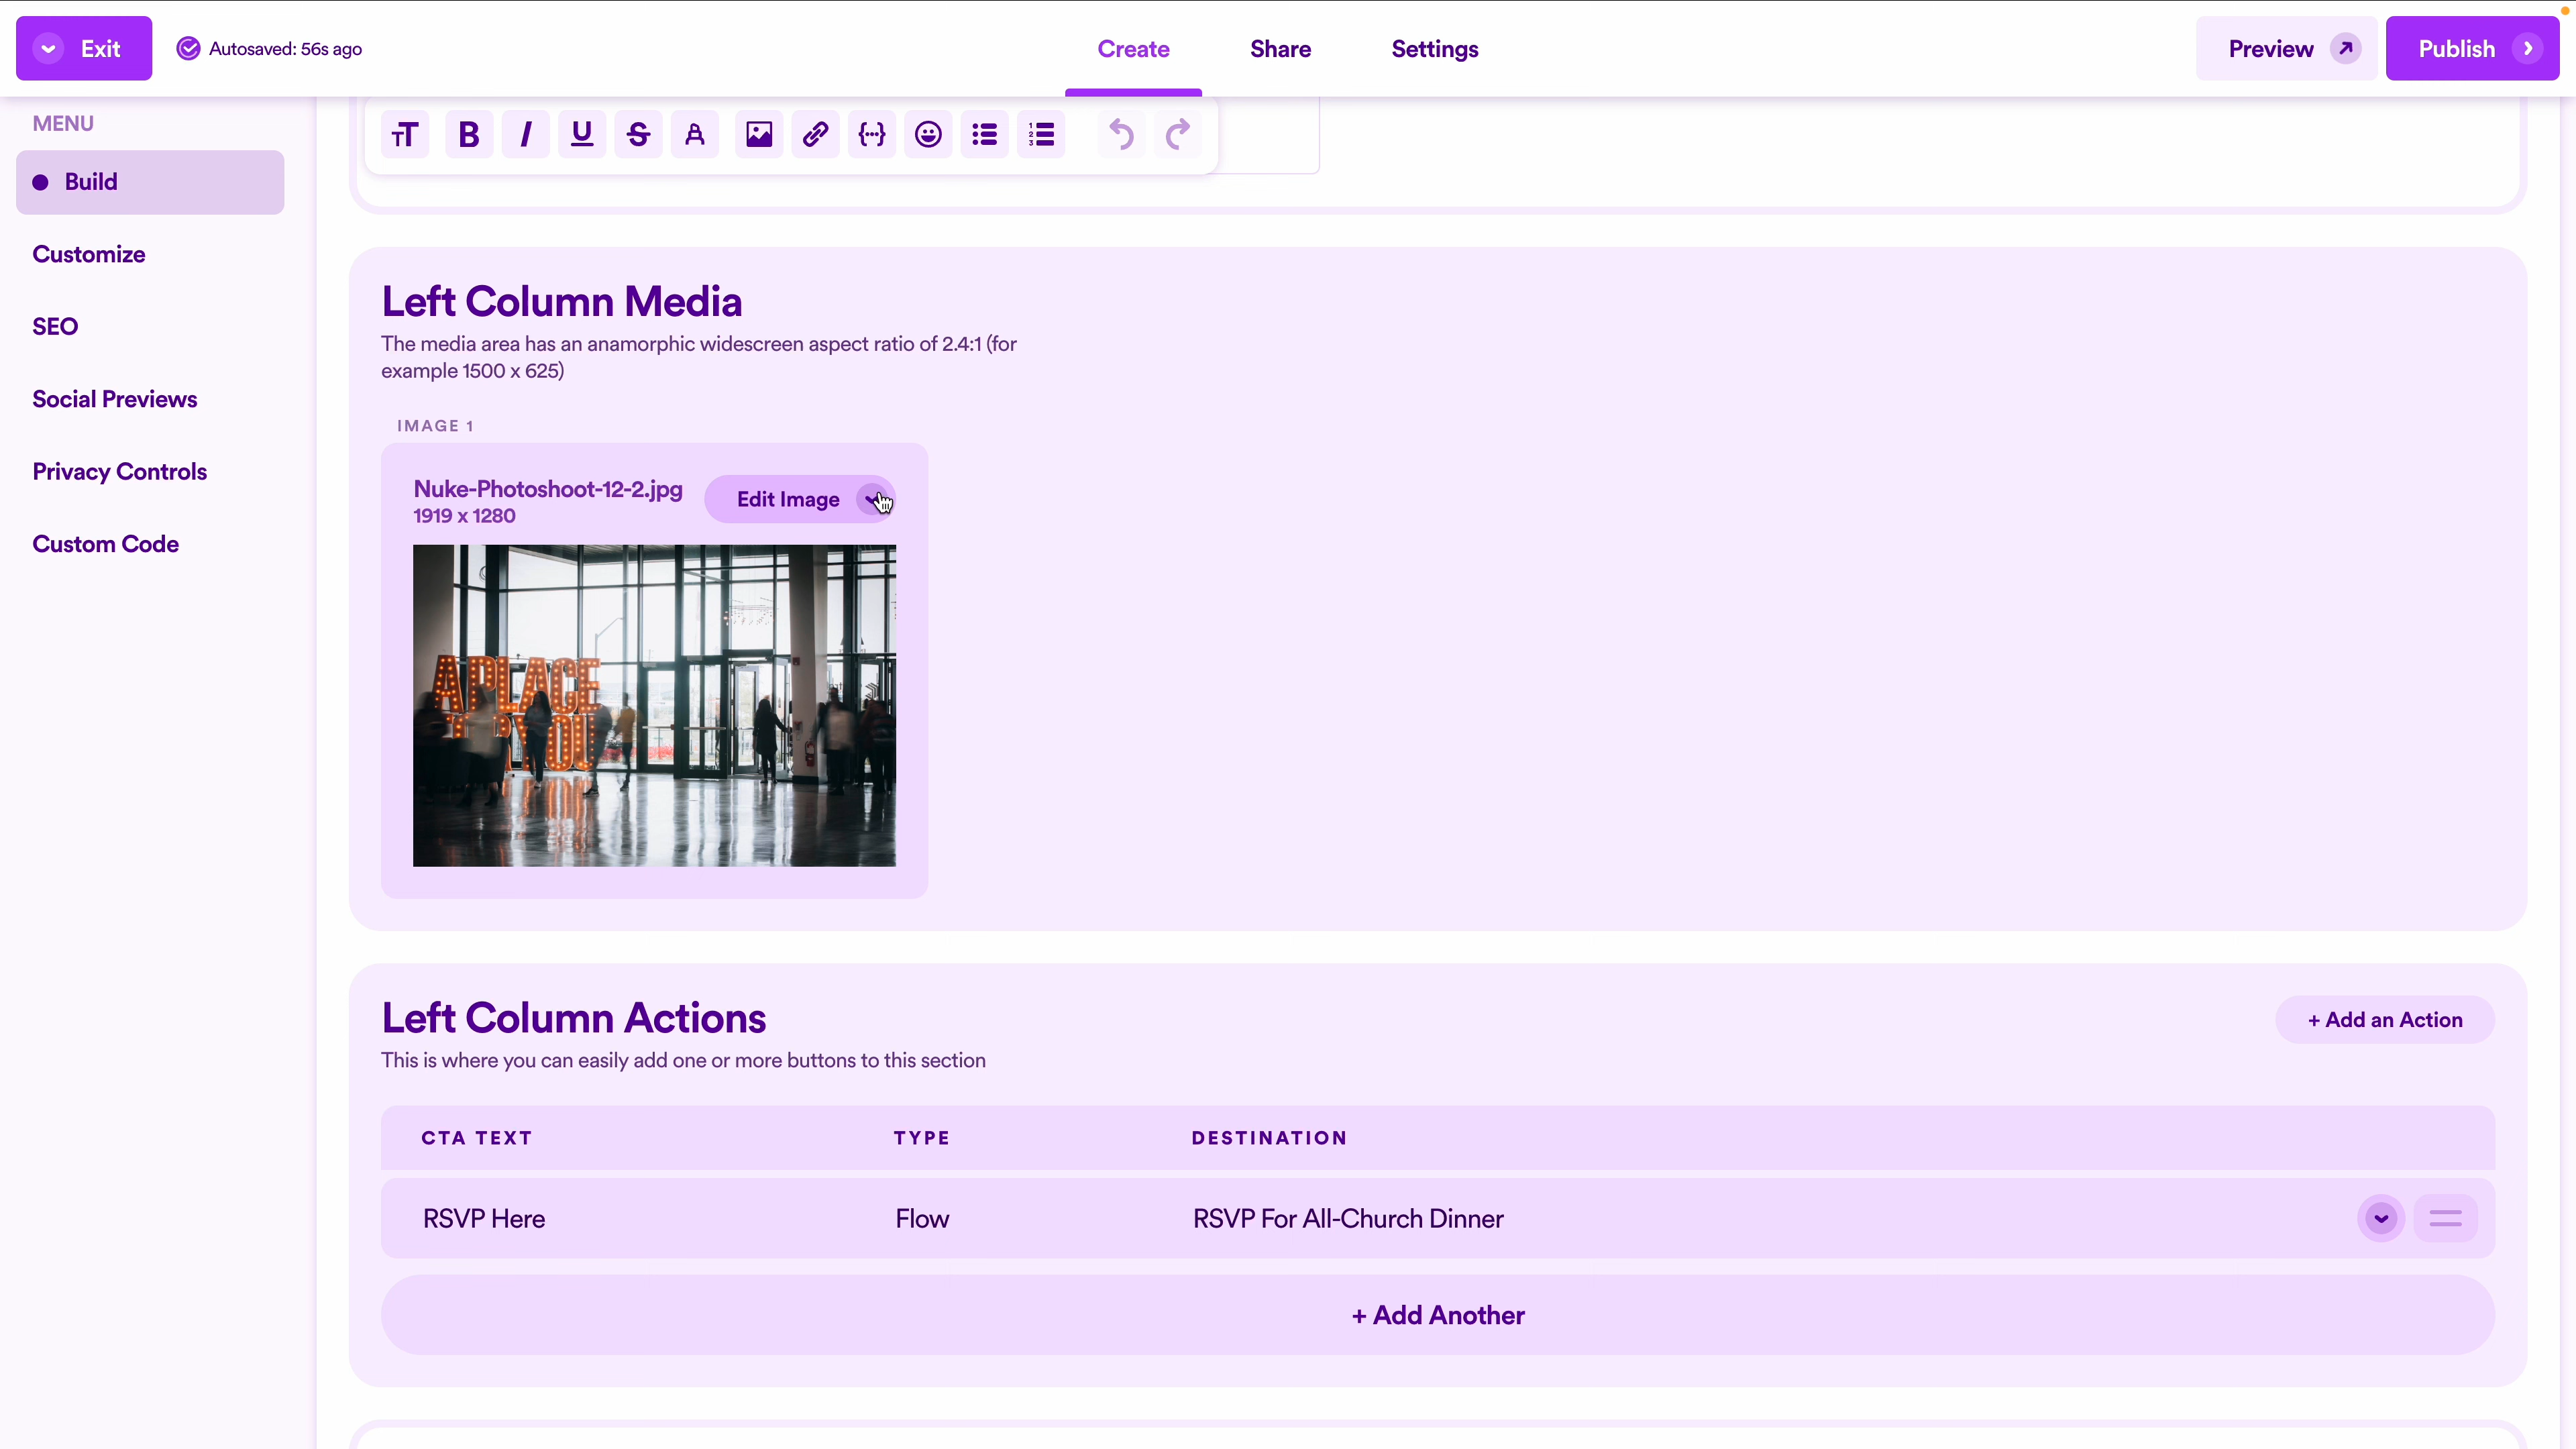 Exit
Autosaved: 56s ago
Create
Share
Settings
Preview
Publish
MENU
Build
Customize
SEO
Social Previews
Privacy Controls
Custom Code
Left Column Media
The media area has an anamorphic widescreen aspect ratio of 2.4:1 (for
example 1500 x 625)
IMAGE 1
Nuke-Photoshoot-12-2.jpg
1919 x 1280
Edit Image
A PLACE
YOU
Left Column Actions
This is where you can easily add one or more buttons to this section
+ Add an Action
CTA TEXT
TYPE
DESTINATION
RSVP Here
Flow
RSVP For All-Church Dinner
+ Add Another